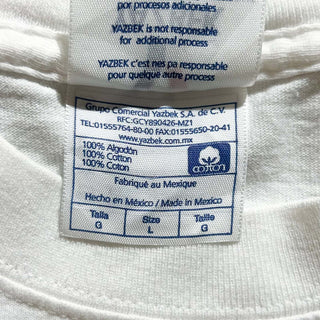 por procesos adicionales
YAZBEK is not responsible
for additional process
YAZBEK c'est nes pa responsable
pour quelque autre process
Grupo Comercial Yazbek S.A. de C.V.
RFC:GCY890426-MZ1
TEL:01555764-80-00 FAX:01555650-20-41
www.yazbek.com.mx
100% Algodón
100% Cotton
100% Coton
cotton
Fabriqué au Mexique
Hecho en México / Made in Mexico
Talla Size Taille
G L G